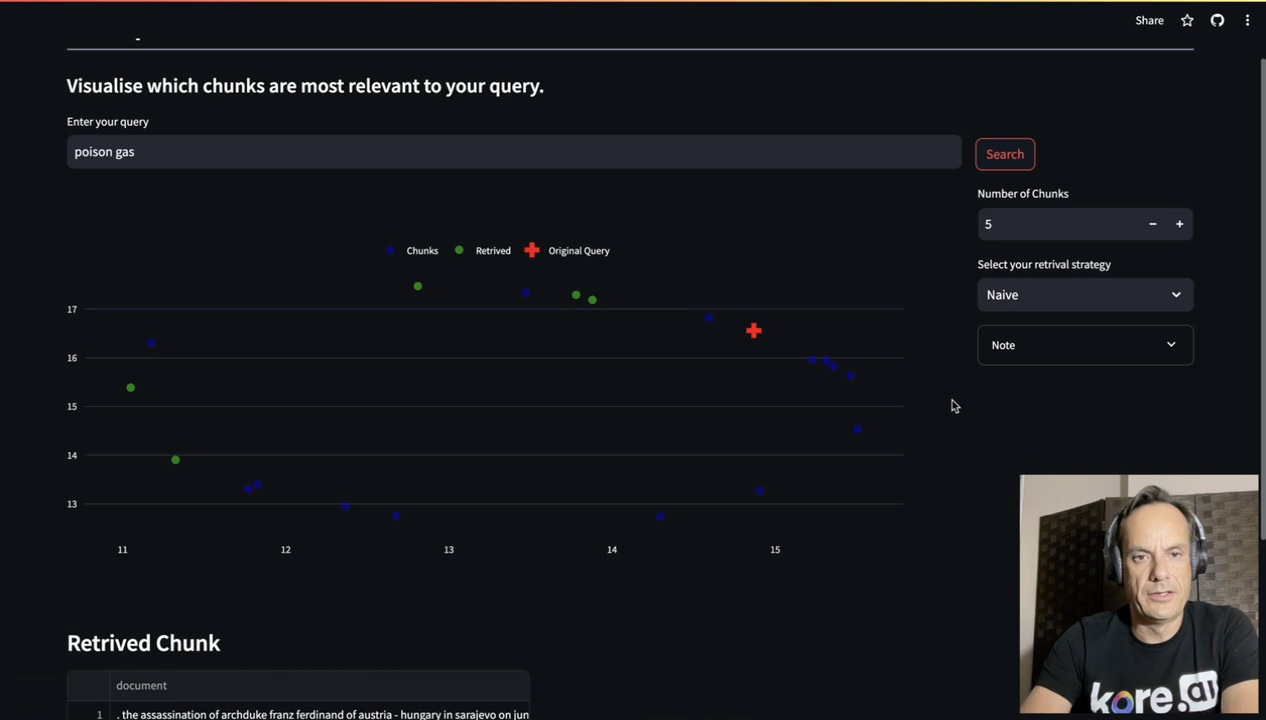 Share
Visualise which chunks are most relevant to your query.
Enter your query
poison gas
Search
Number of Chunks
5
− +
Chunks Retrived Original Query
Select your retrival strategy
Naive
Note
17
16
15
14
13
11 12 13 14 15
Retrived Chunk
document
1 . the assassination of archduke franz ferdinand of austria - hungary in sarajevo on jun
kore.ai